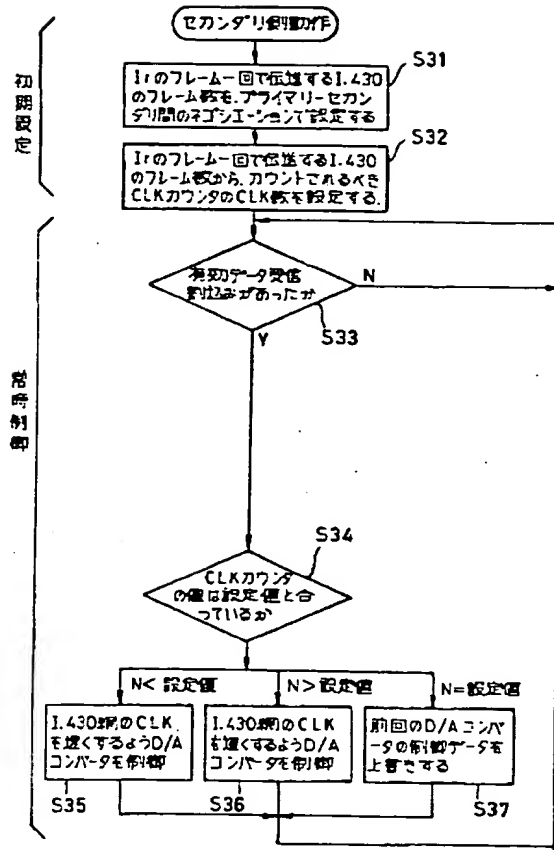 セカンダリ側動作
初期設定
S31
Irのフレーム一回で伝送するI.430
のフレーム数を、プライマリーセカン
ダリ間のネゴシエーションで設定する
S32
Irのフレーム一回で伝送するI.430
のフレーム数から、カウントされるべき
CLKカウンタのCLK数を設定する.
常時制御
有効データ受信
割込みがあったか
N
S33
Y
S34
CLKカウンタ
の値は設定値と合
っているか
N<設定値
N>設定値
N=設定値
I.430網のCLK
するようD/A
コンバータを制御
S35
I.430網のCLK
するようD/A
コンバータを制御
S36
前回のD/Aコンバ
ータの制御データを
上書きする
S37